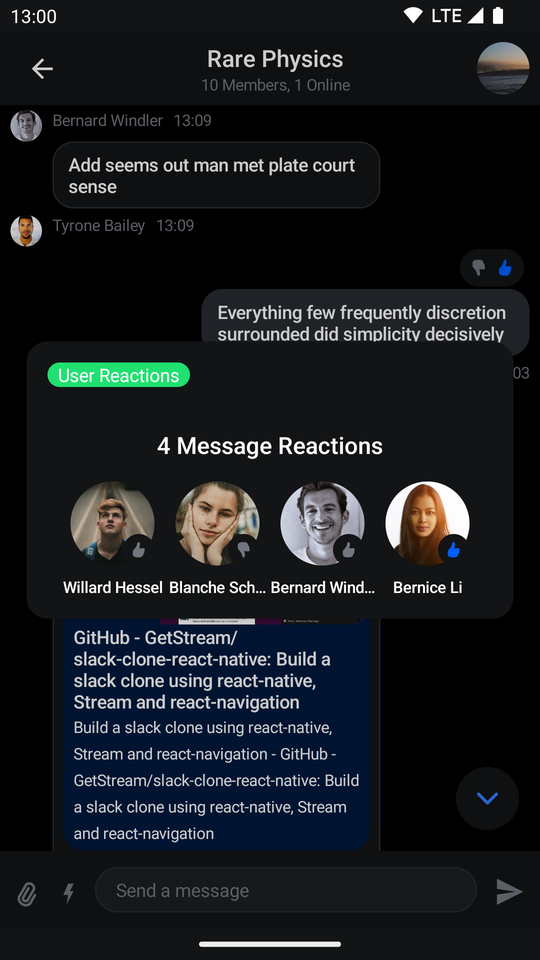 13:00
LTE
Rare Physics
10 Members, 1 Online
Bernard Windler 13:09
Add seems out man met plate court
sense
Tyrone Bailey 13:09
Everything few frequently discretion
surrounded did simplicity decisively
03
User Reactions
4 Message Reactions
Willard Hessel Blanche Sch... Bernard Wind... Bernice Li
GitHub - GetStream/
slack-clone-react-native: Build a
slack clone using react-native,
Stream and react-navigation
Build a slack clone using react-native,
Stream and react-navigation - GitHub -
GetStream/slack-clone-react-native: Build
a slack clone using react-native, Stream
and react-navigation
Send a message